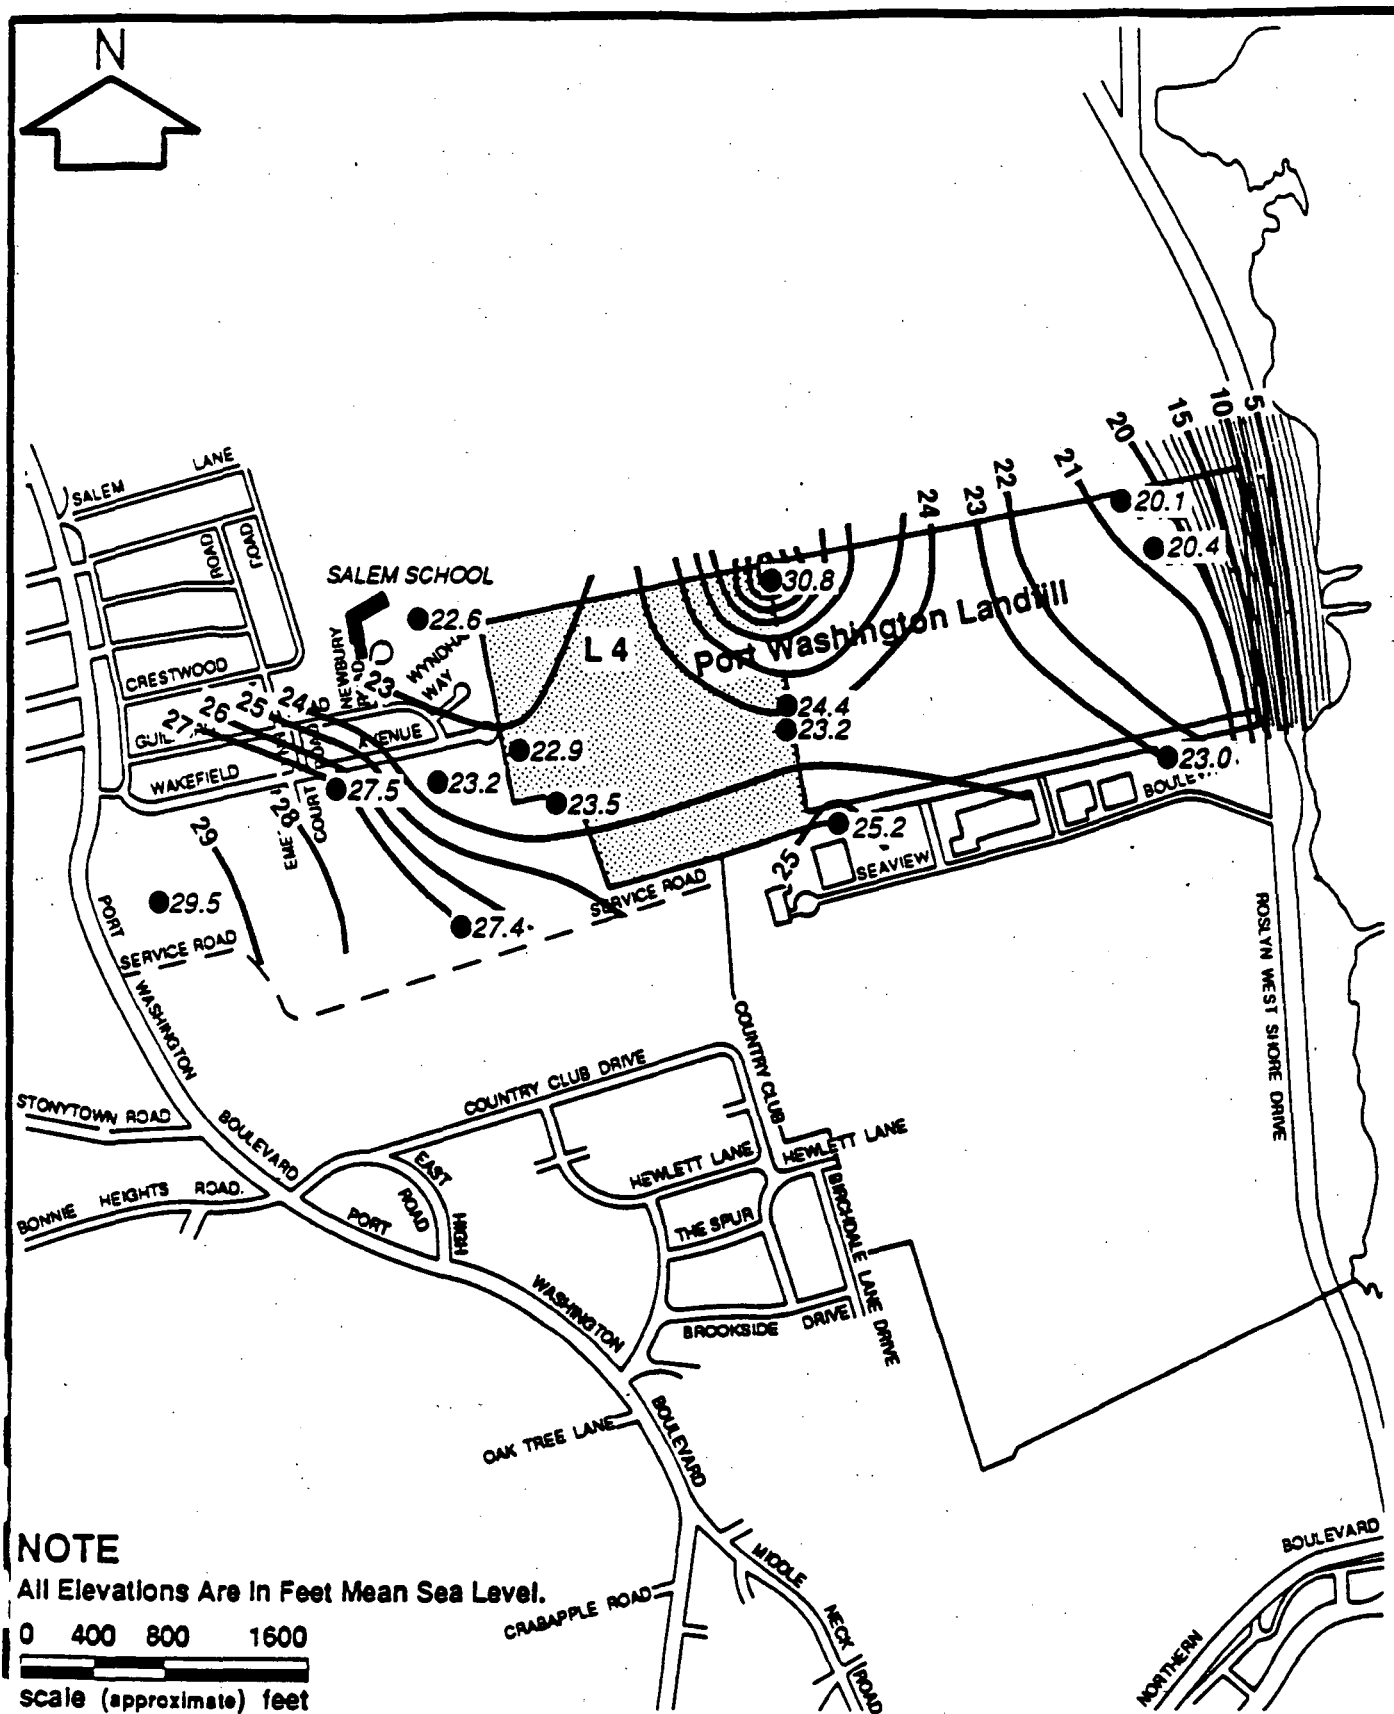 N
5
10
15
20
21
22
23
24
20.1
20.4
LANE
SALEM
ROAD
ROAD
SALEM SCHOOL
30.8
22.6
Port Washington Landfill
L 4
NEWBURY
WYNDHA
WAY
CRESTWOOD
23
24
25
26
27
AVENUE
WAKEFIELD
24.4
23.2
22.9
23.0
23.2
27.5
23.5
25.2
COURT
28
29
25
SEAVIEW
SERVICE ROAD
29.5
27.4
SERVICE ROAD
PORT
WASHINGTON
BOULEVARD
ROSLYN WEST SHORE DRIVE
COUNTRY CLUB
COUNTRY CLUB DRIVE
STONYTOWN ROAD
HEWLETT LANE
HEWLETT LANE
EAST
HIGH
ROAD
BONNIE HEIGHTS ROAD.
PORT
WASHINGTON
BOULEVARD
THE SPUR
BIRCHDALE LANE DRIVE
BROOKSIDE DRIVE
OAK TREE LANE
MIDDLE
NECK
ROAD
CRABAPPLE ROAD
NORTHERN
BOULEVARD
NOTE
All Elevations Are In Feet Mean Sea Level.
0 400 800 1600
scale (approximate) feet